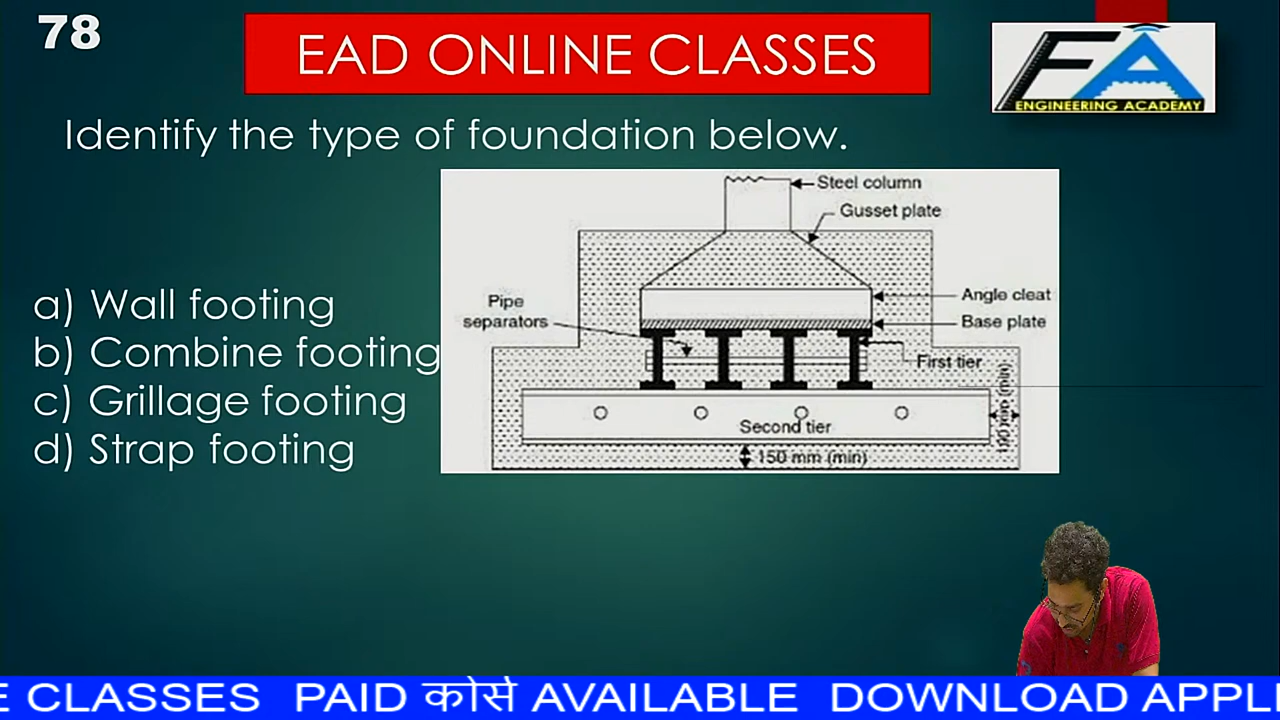 78
EAD ONLINE CLASSES
ENGINEERING ACADEMY
Identify the type of foundation below.
a) Wall footing
b) Combine footing
c) Grillage footing
d) Strap footing
Steel column
Gusset plate
Pipe
separators
Angle cleat
Base plate
First tier
Second tier
150 mm (min)
E CLASSES PAID कोर्स AVAILABLE DOWNLOAD APPL